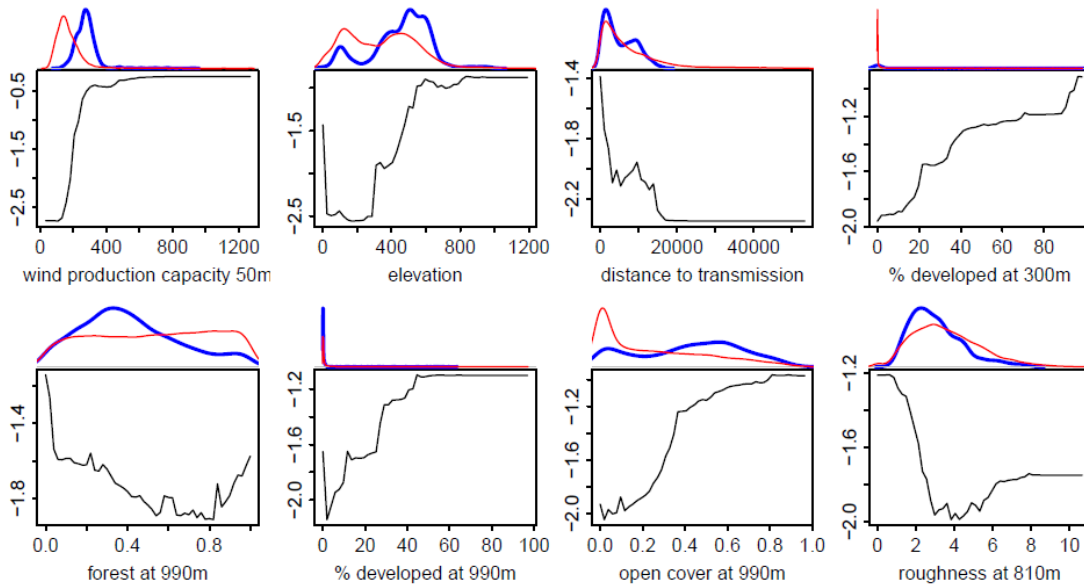 −0.5
−1.5
−2.5
0 400 800 1200
wind production capacity 50m
−1.5
−2.5
0 400 800 1200
elevation
−1.4
−1.8
−2.2
0 20000 40000
distance to transmission
−1.2
−1.6
−2.0
0 20 40 60 80
% developed at 300m
−1.4
−1.8
0.0 0.4 0.8
forest at 990m
−1.2
−1.6
−2.0
0 20 40 60 80 100
% developed at 990m
−1.2
−1.6
−2.0
0.0 0.2 0.4 0.6 0.8 1.0
open cover at 990m
−1.2
−1.6
−2.0
0 2 4 6 8 10
roughness at 810m